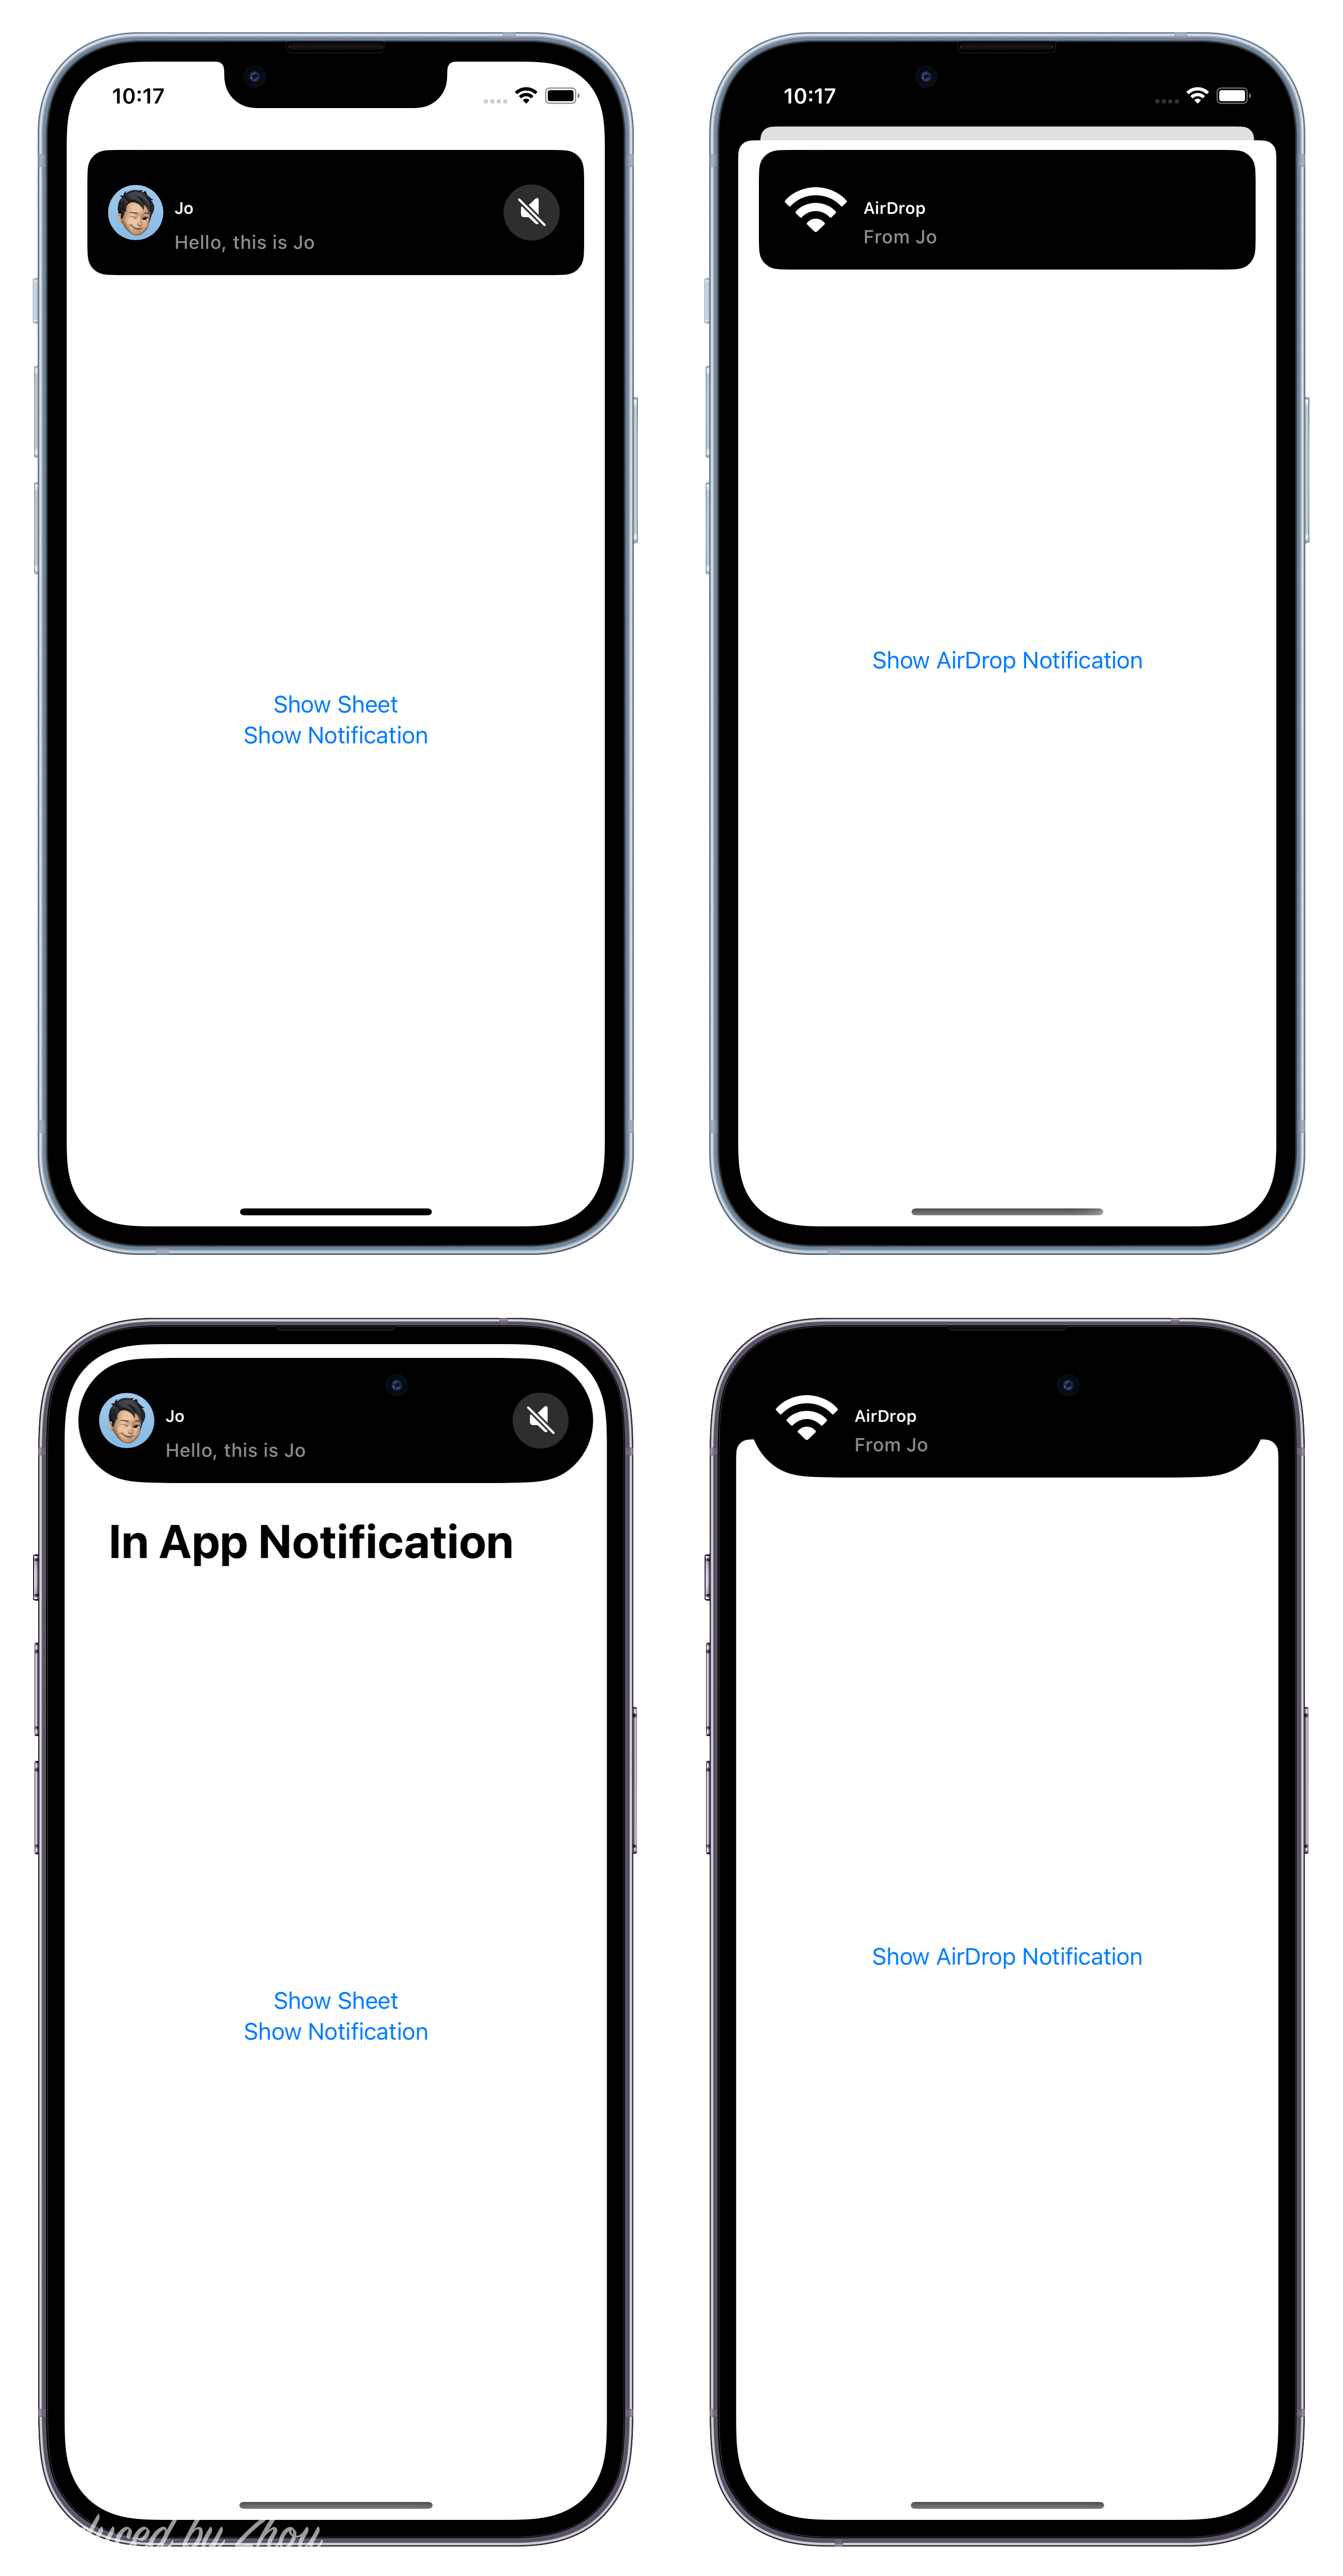 10:17
Jo
Hello, this is Jo
Show Sheet
Show Notification
10:17
AirDrop
From Jo
Show AirDrop Notification
Jo
Hello, this is Jo
In App Notification
Show Sheet
Show Notification
AirDrop
From Jo
Show AirDrop Notification
by Zhou